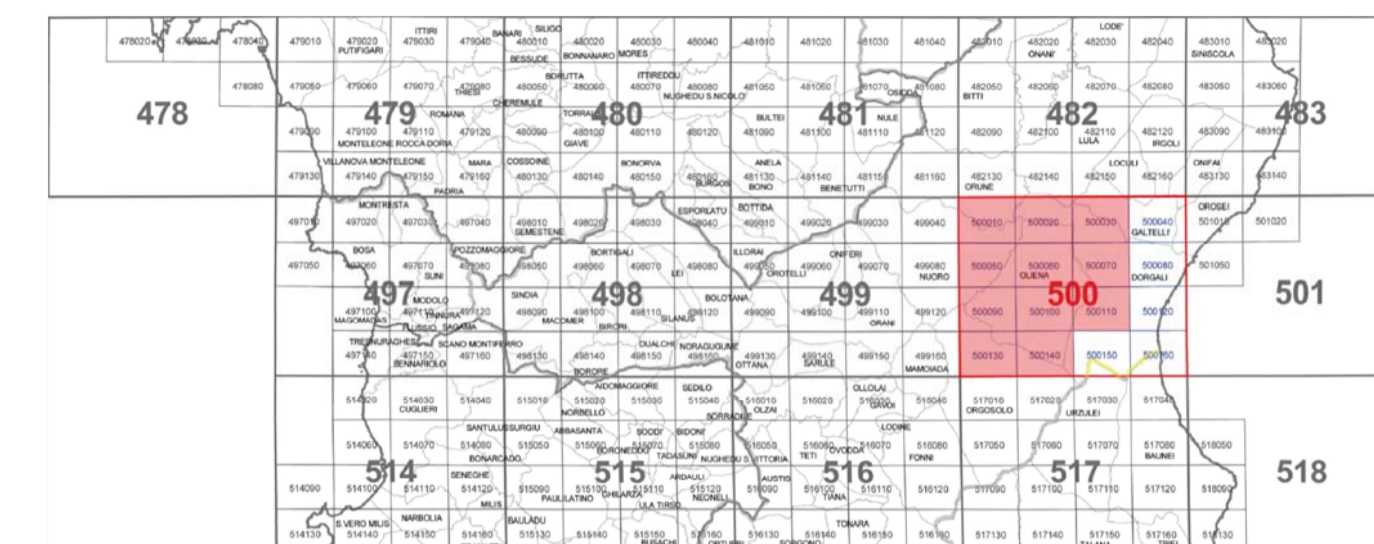 LODE'
ITTIRI SILIGO
BANARI
478020 478030 478040 479010 479020 479030 479040 480010 480020 480030 480040 481010 481020 481030 481040 482010 482020 482030 482040 483010 483020
PUTIFIGARI BESSUDE BONNANARO MORES ONANI' SINISCOLA
BORUTTA ITTIREDDU
478080 479050 479060 479070 479080 480050 480060 480070 480080 481050 481060 481070 481080 482050 482060 482070 482080 483050 483060
THIESI CHEREMULE NUGHEDU S.NICOLO' OSIDDA BITTI
478 479 480 481 482 483
ROMANA TORRALBA BULTEI NULE
479090 479100 479110 479120 480090 480100 480110 480120 481090 481100 481110 481120 482090 482100 482110 482120 483090 483100
MONTELEONE ROCCA DORIA GIAVE LULA IRGOLI
VILLANOVA MONTELEONE MARA COSSOINE BONORVA ANELA LOCULI ONIFAI
479130 479140 479150 479160 480130 480140 480150 480160 481130 481140 481150 481160 482130 482140 482150 482160 483130 483140
PADRIA BURGOS BONO BENETUTTI ORUNE
MONTRESTA ESPORLATU BOTTIDA OROSEI
497010 497020 497030 497040 498010 498020 498030 498040 499010 499020 499030 499040 500010 500020 500030 500040 501010 501020
SEMESTENE GALTELLI'
BOSA POZZOMAGGIORE BORTIGALI ILLORAI ONIFERI
497050 497060 497070 497080 498050 498060 498070 498080 499050 499060 499070 499080 500050 500060 500070 500080 501050
SUNI LEI OROTELLI NUORO OLIENA DORGALI
497 498 499 500 501
MODOLO SINDIA BOLOTANA
497100 497110 497120 498090 498100 498110 498120 499090 499100 499110 499120 500090 500100 500110 500120
MAGOMADAS TINNURA FLUSSIO SAGAMA MACOMER BIRORI SILANUS ORANI
TRESNURAGHES SCANO MONTIFERRO DUALCHI NORAGUGUME
497140 497150 497160 498130 498140 498150 498160 499130 499140 499150 499160 500130 500140 500150 500160
SENNARIOLO BORORE OTTANA SARULE MAMOIADA
AIDOMAGGIORE SEDILO OLLOLAI
514020 514030 514040 515010 515020 515030 515040 516010 516020 516030 516040 517010 517020 517030 517040
CUGLIERI NORBELLO SORRADILE OLZAI GAVOI ORGOSOLO URZULEI
SANTULUSSURGIU ABBASANTA SODDI' BIDONI' LODINE
514060 514070 514080 515050 515060 515070 515080 516050 516060 516070 516080 517050 517060 517070 517080 518050
BONARCADO BORONEDDO TADASUNI NUGHEDU S. VITTORIA TETI OVODDA FONNI BAUNEI
514 515 516 517 518
SENEGHE ARDAULI AUSTIS
514090 514100 514110 514120 515090 515100 515110 515120 516090 516100 516110 516120 517090 517100 517110 517120 518090
MILIS PAULILATINO GHILARZA ULA TIRSO NEONELI TIANA
S.VERO MILIS NARBOLIA BAULADU TONARA
514130 514140 514150 514160 515130 515140 515150 515160 516130 516140 516150 516160 517130 517140 517150 517160 518130
BUSACHI ORTUERI SORGONO TALANA TRIEI